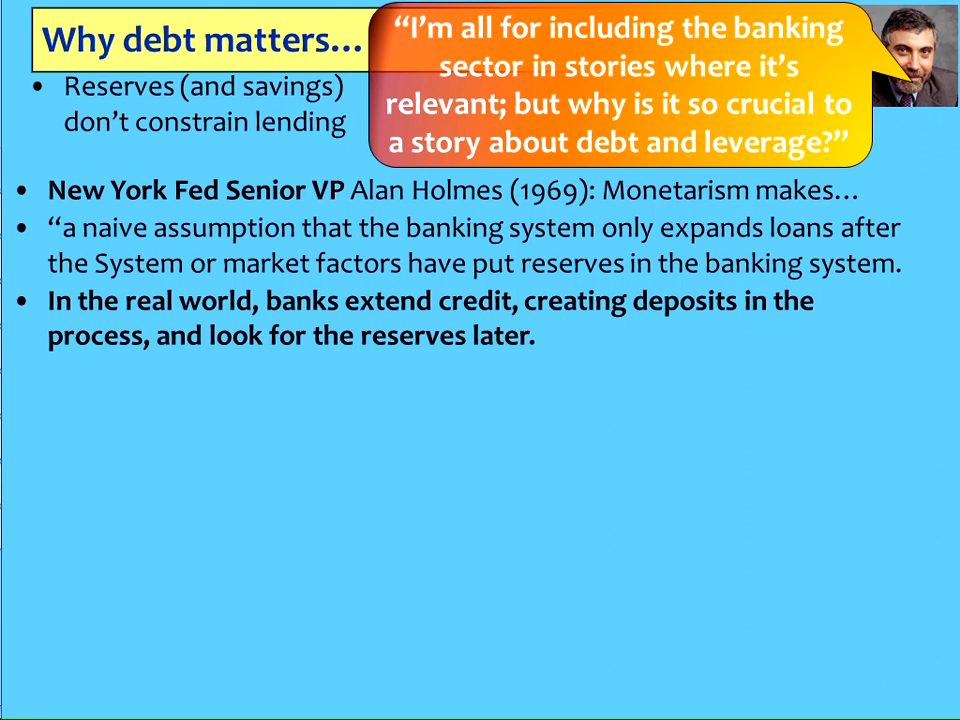 Why debt matters…
“I’m all for including the banking
sector in stories where it’s
relevant; but why is it so crucial to
a story about debt and leverage?”
• Reserves (and savings)
don’t constrain lending
• New York Fed Senior VP Alan Holmes (1969): Monetarism makes…
• “a naive assumption that the banking system only expands loans after
the System or market factors have put reserves in the banking system.
• In the real world, banks extend credit, creating deposits in the
process, and look for the reserves later.